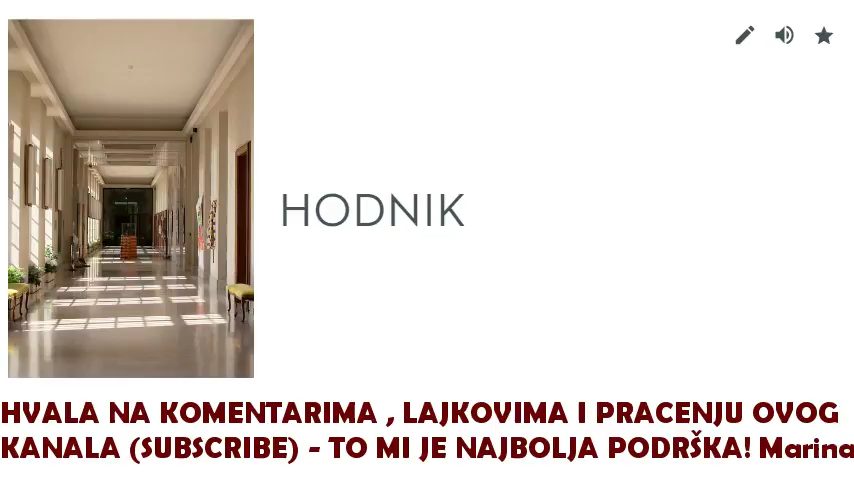 HODNIK
HVALA NA KOMENTARIMA , LAJKOVIMA I PRACENJU OVOG
KANALA (SUBSCRIBE) - TO MI JE NAJBOLJA PODRŠKA! Marina